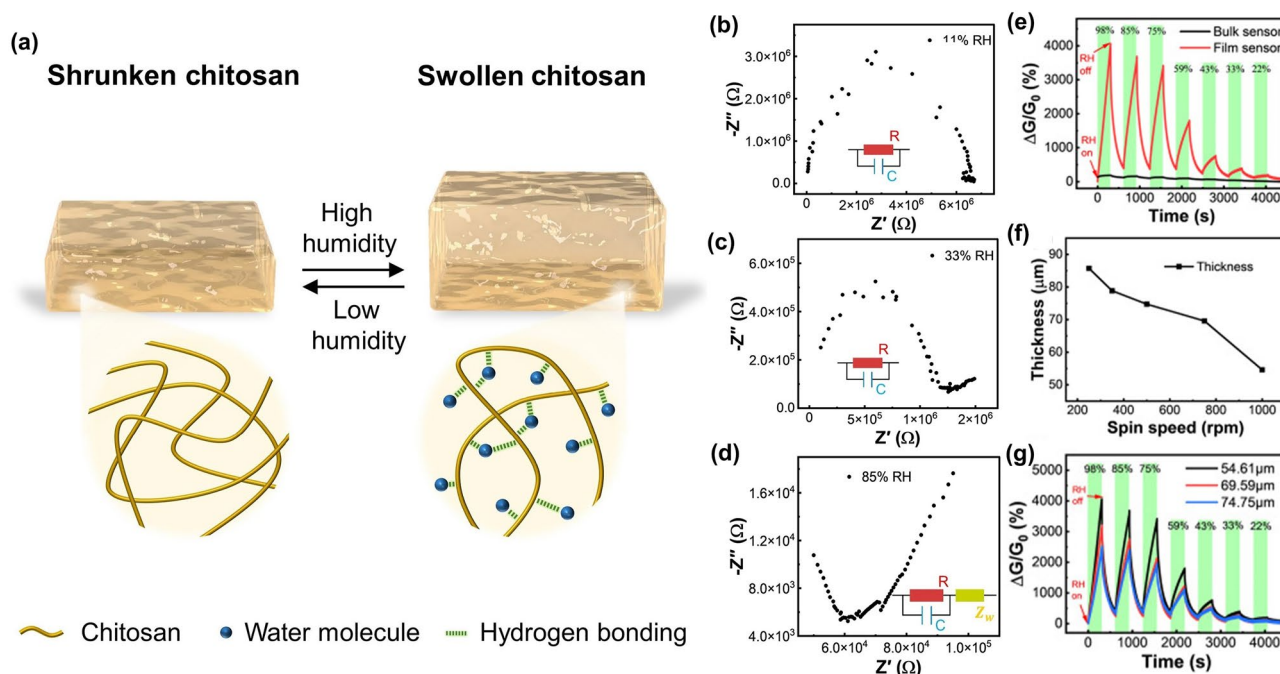 (a)
Shrunken chitosan
Swollen chitosan
High
humidity
Low
humidity
Chitosan
Water molecule
Hydrogen bonding
(b)
-Z″ (Ω)
3.0×10⁶
2.0×10⁶
1.0×10⁶
0.0
11% RH
R
C
0 2×10⁶ 4×10⁶ 6×10⁶
Z′ (Ω)
(c)
-Z″ (Ω)
6.0×10⁵
4.0×10⁵
2.0×10⁵
0.0
33% RH
R
C
0 5×10⁵ 1×10⁶ 2×10⁶ 2×10⁶
Z′ (Ω)
(d)
-Z″ (Ω)
1.6×10⁴
1.2×10⁴
8.0×10³
4.0×10³
85% RH
R
C
Z_w
6.0×10⁴ 8.0×10⁴ 1.0×10⁵
Z′ (Ω)
(e)
ΔG/G₀ (%)
4000
3000
2000
1000
0
98% 85% 75%
59% 43% 33% 22%
Bulk sensor
Film sensor
RH
off
RH
on
0 1000 2000 3000 4000
Time (s)
(f)
Thickness (μm)
90
80
70
60
50
Thickness
200 400 600 800 1000
Spin speed (rpm)
(g)
ΔG/G₀ (%)
5000
4000
3000
2000
1000
0
98% 85% 75%
59% 43% 33% 22%
54.61μm
69.59μm
74.75μm
RH
off
RH
on
0 1000 2000 3000 4000
Time (s)